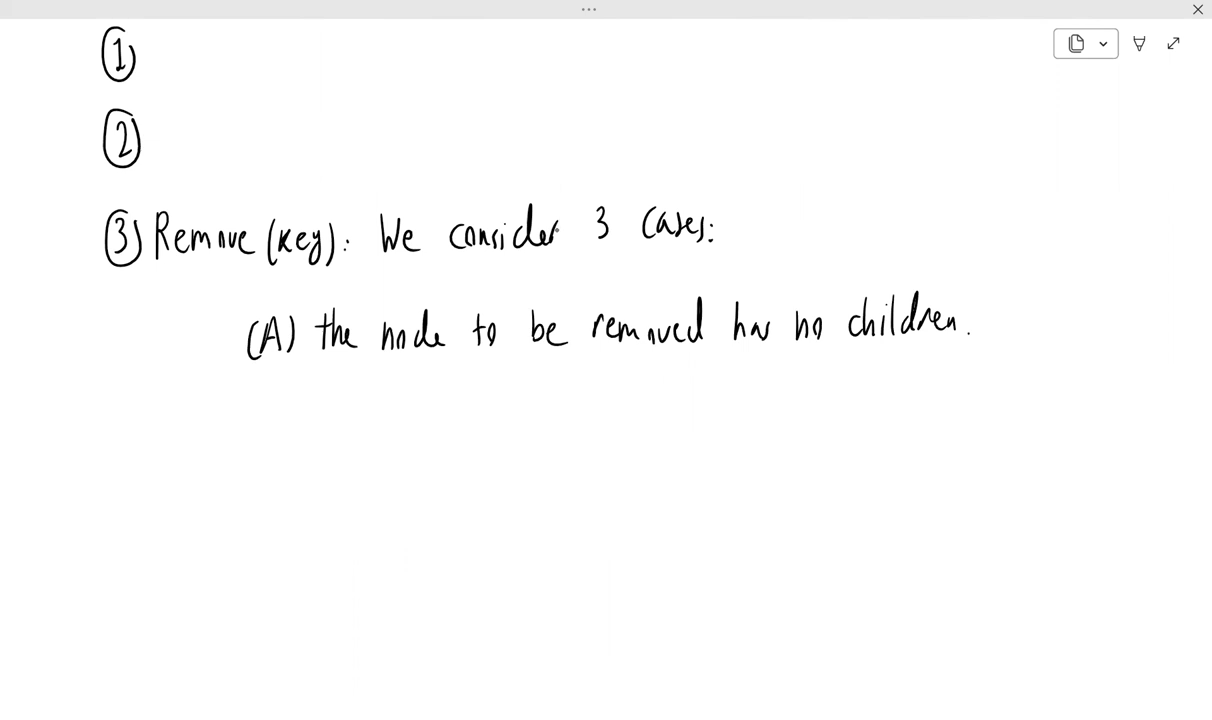 ①
②
③ Remove (key): We consider 3 cases:
(A) the node to be removed has no children.